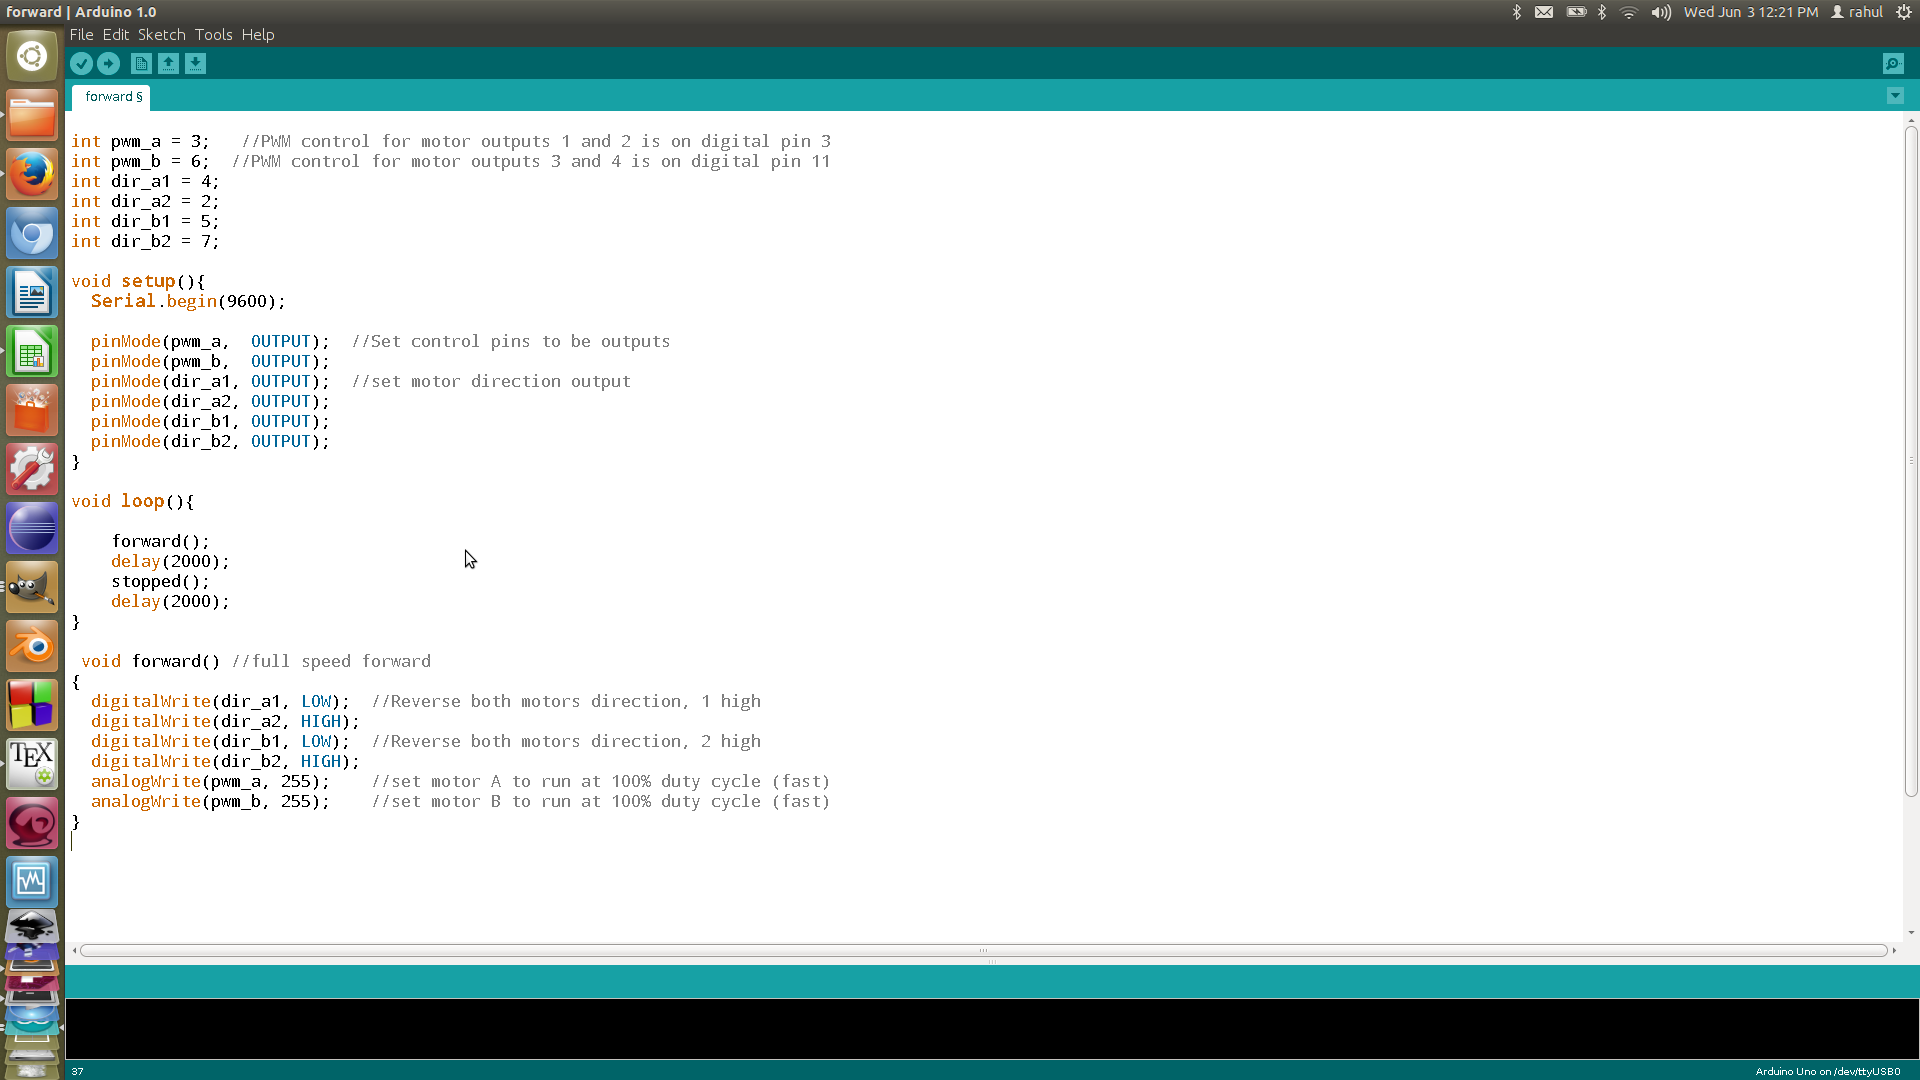 forward | Arduino 1.0
Wed Jun 3 12:21 PM rahul
File Edit Sketch Tools Help
forward §
int pwm_a = 3;   //PWM control for motor outputs 1 and 2 is on digital pin 3
int pwm_b = 6;  //PWM control for motor outputs 3 and 4 is on digital pin 11
int dir_a1 = 4;
int dir_a2 = 2;
int dir_b1 = 5;
int dir_b2 = 7;
void setup(){
  Serial.begin(9600);
  pinMode(pwm_a,  OUTPUT);  //Set control pins to be outputs
  pinMode(pwm_b,  OUTPUT);
  pinMode(dir_a1, OUTPUT);  //set motor direction output
  pinMode(dir_a2, OUTPUT);
  pinMode(dir_b1, OUTPUT);
  pinMode(dir_b2, OUTPUT);
}
void loop(){
    forward();
    delay(2000);
    stopped();
    delay(2000);
}
 void forward() //full speed forward
{
  digitalWrite(dir_a1, LOW);  //Reverse both motors direction, 1 high
  digitalWrite(dir_a2, HIGH);
  digitalWrite(dir_b1, LOW);  //Reverse both motors direction, 2 high
  digitalWrite(dir_b2, HIGH);
  analogWrite(pwm_a, 255);    //set motor A to run at 100% duty cycle (fast)
  analogWrite(pwm_b, 255);    //set motor B to run at 100% duty cycle (fast)
}
TEX
37
Arduino Uno on /dev/ttyUSB0